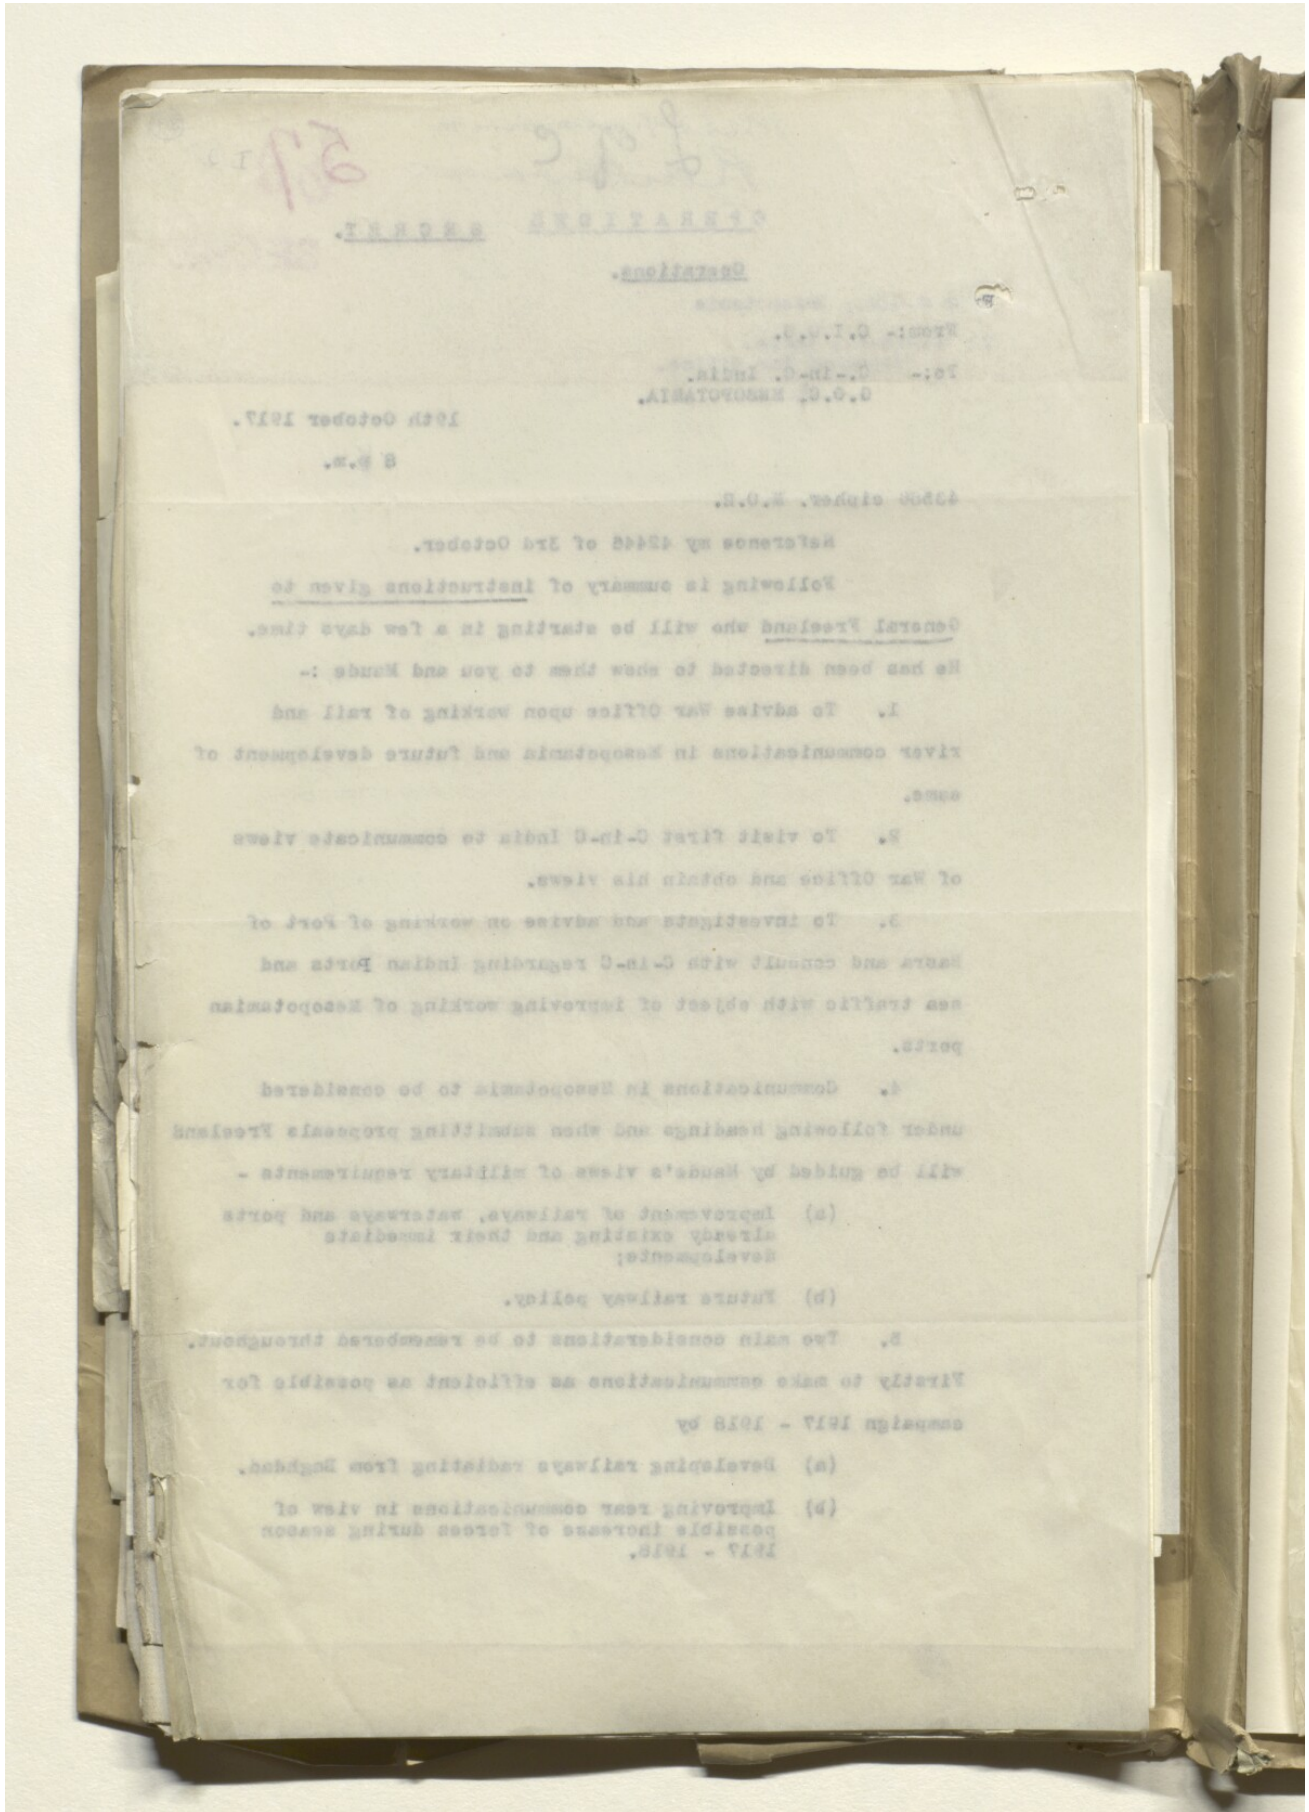 57
OPERATIONS SECRET.
Operations.
From:- C.I.G.S.
To:- C.-in-C. India.
G.O.C. MESOPOTAMIA.
19th October 1917.
8 p.m.
cipher. M.O.R.
Reference my 42446 of 3rd October.
Following is summary of instructions given to
General Freeland who will be starting in a few days time.
He has been directed to show them to you and Maude :-
1. To advise War Office upon working of rail and
river communications in Mesopotamia and future development of
same.
2. To visit first C-in-C India to communicate views
of War Office and obtain his views.
3. To investigate and advise on working of Port of
Basra and consult with C-in-C regarding Indian Ports and
sea traffic with object of improving working of Mesopotamian
ports.
4. Communications in Mesopotamia to be considered
under following headings and when submitting proposals Freeland
will be guided by Maude's views of military requirements -
(a) Improvement of railways, waterways and ports
already existing and their immediate
developments;
(b) Future railway policy.
5. Two main considerations to be remembered throughout.
Firstly to make communications as efficient as possible for
campaign 1917 - 1918 by
(a) Developing railways radiating from Baghdad.
(b) Improving rear communications in view of
possible increase of forces during season
1917 - 1918.